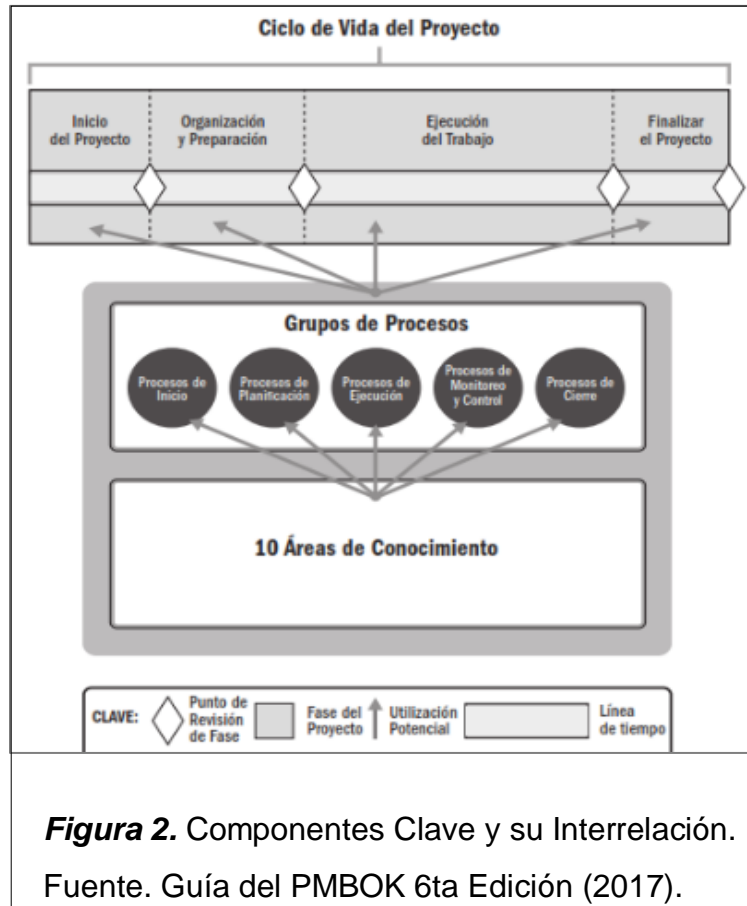 Ciclo de Vida del Proyecto
Inicio
del Proyecto
Organización
y Preparación
Ejecución
del Trabajo
Finalizar
el Proyecto
Grupos de Procesos
Procesos de
Inicio
Procesos de
Planificación
Procesos de
Ejecución
Procesos de
Monitoreo
y Control
Procesos de
Cierre
10 Áreas de Conocimiento
CLAVE:
Punto de
Revisión
de Fase
Fase del
Proyecto
Utilización
Potencial
Línea
de tiempo
Figura 2. Componentes Clave y su Interrelación.
Fuente. Guía del PMBOK 6ta Edición (2017).